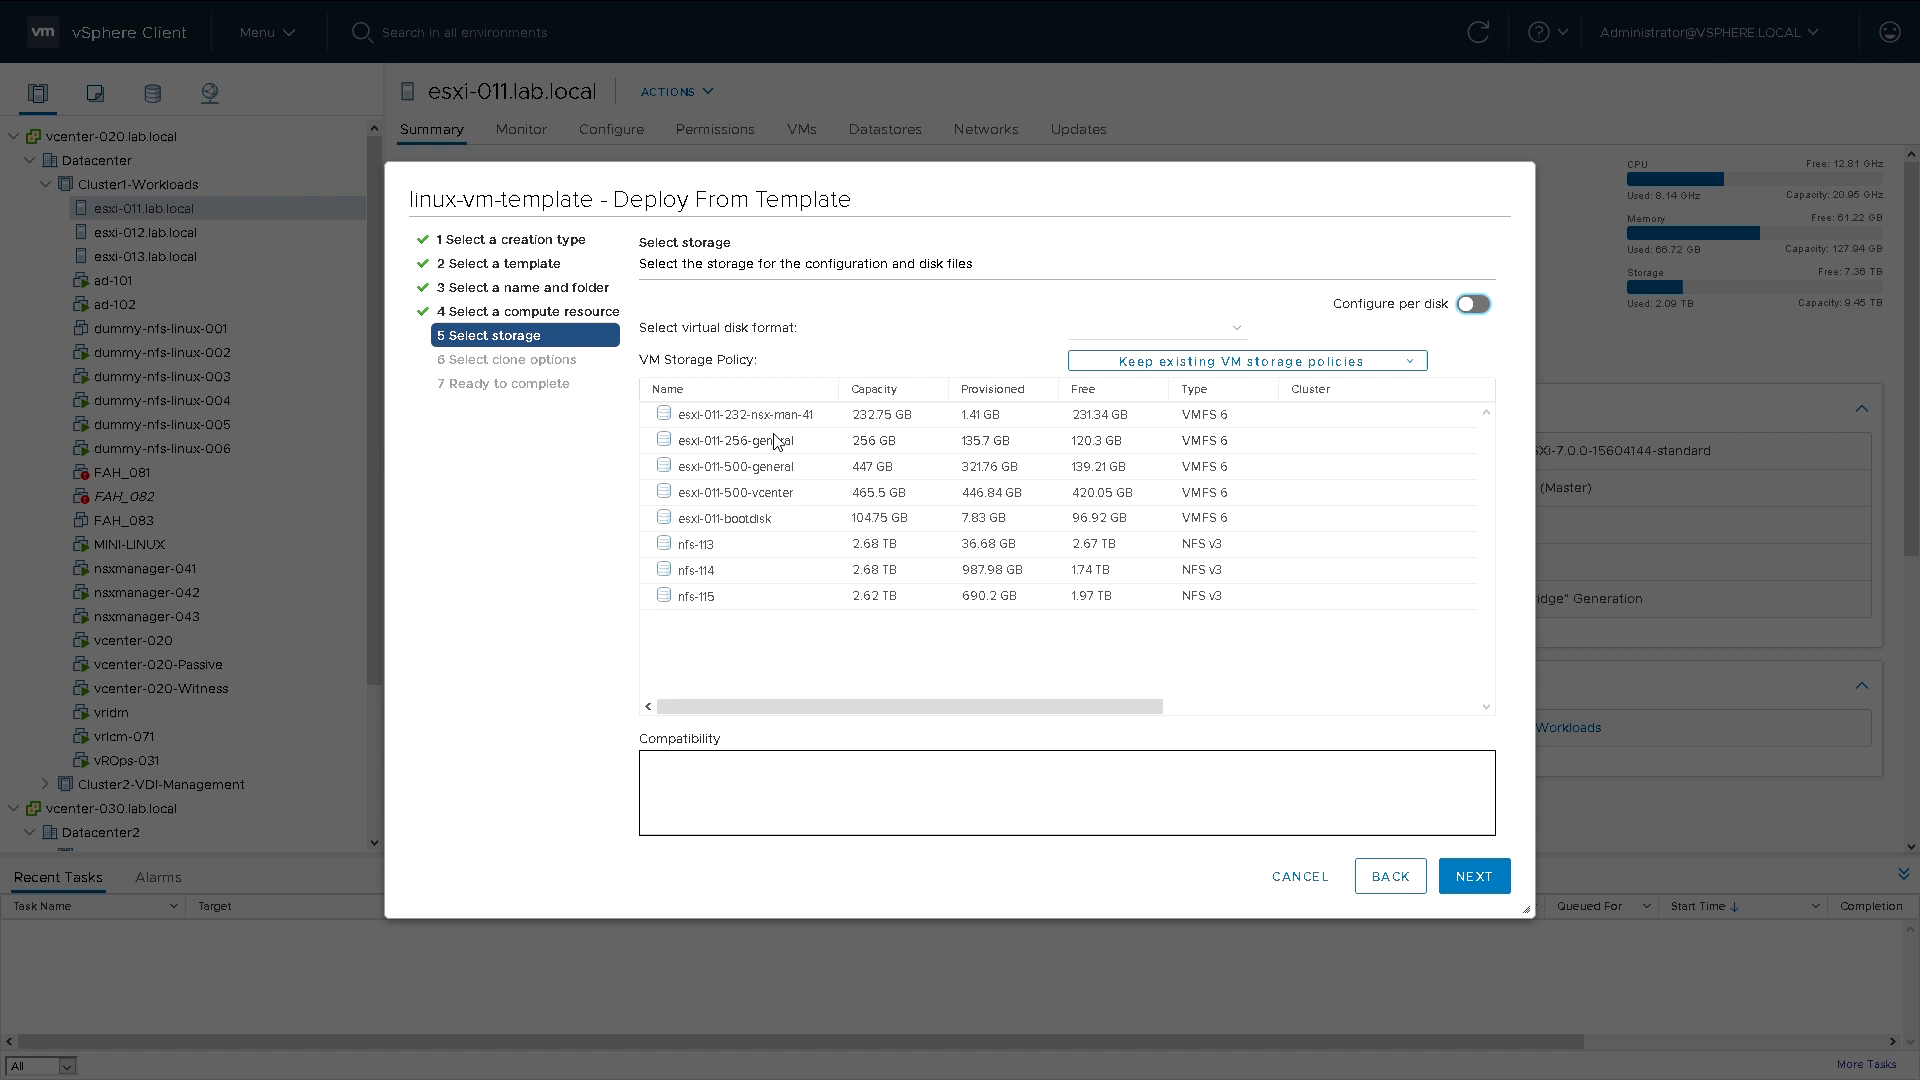 vm vSphere Client Menu Search in all environments Administrator@VSPHERE.LOCAL
esxi-011.lab.local ACTIONS
Summary Monitor Configure Permissions VMs Datastores Networks Updates
vcenter-020.lab.local
Datacenter
Cluster1-Workloads
esxi-011.lab.local
esxi-012.lab.local
esxi-013.lab.local
ad-101
ad-102
dummy-nfs-linux-001
dummy-nfs-linux-002
dummy-nfs-linux-003
dummy-nfs-linux-004
dummy-nfs-linux-005
dummy-nfs-linux-006
FAH_081
FAH_082
FAH_083
MINI-LINUX
nsxmanager-041
nsxmanager-042
nsxmanager-043
vcenter-020
vcenter-020-Passive
vcenter-020-Witness
vridm
vrlcm-071
vROps-031
Cluster2-VDI-Management
vcenter-030.lab.local
Datacenter2
CPU Free: 12.81 GHz
Used: 8.14 GHz Capacity: 20.95 GHz
Memory Free: 61.22 GB
Used: 66.72 GB Capacity: 127.94 GB
Storage Free: 7.36 TB
Used: 2.09 TB Capacity: 9.45 TB
linux-vm-template - Deploy From Template
1 Select a creation type
2 Select a template
3 Select a name and folder
4 Select a compute resource
5 Select storage
6 Select clone options
7 Ready to complete
Select storage
Select the storage for the configuration and disk files
Configure per disk
Select virtual disk format:
VM Storage Policy: Keep existing VM storage policies
Name Capacity Provisioned Free Type Cluster
esxi-011-232-nsx-man-41 232.75 GB 1.41 GB 231.34 GB VMFS 6
esxi-011-256-general 256 GB 135.7 GB 120.3 GB VMFS 6
esxi-011-500-general 447 GB 321.76 GB 139.21 GB VMFS 6
esxi-011-500-vcenter 465.5 GB 446.84 GB 420.05 GB VMFS 6
esxi-011-bootdisk 104.75 GB 7.83 GB 96.92 GB VMFS 6
nfs-113 2.68 TB 36.68 GB 2.67 TB NFS v3
nfs-114 2.68 TB 987.98 GB 1.74 TB NFS v3
nfs-115 2.62 TB 690.2 GB 1.97 TB NFS v3
Compatibility
CANCEL BACK NEXT
Xi-7.0.0-15604144-standard
(Master)
idge" Generation
Workloads
Recent Tasks Alarms
Task Name Target Queued For Start Time Completion
All More Tasks